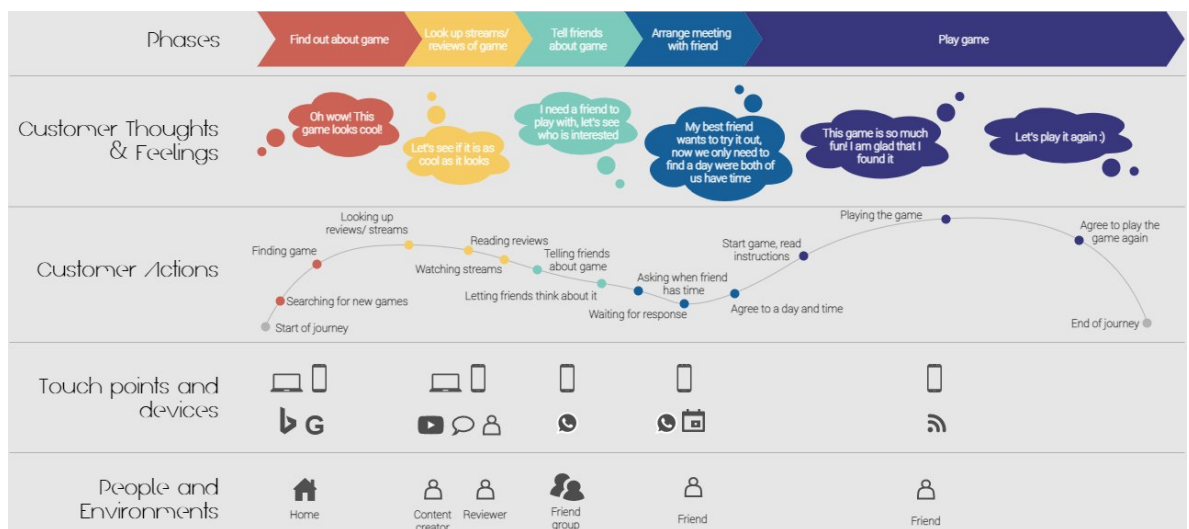 Phases
Find out about game
Look up streams/
reviews of game
Tell friends
about game
Arrange meeting
with friend
Play game
Customer Thoughts
& Feelings
Oh wow! This
game looks cool!
Let's see if it is as
cool as it looks
I need a friend to
play with, let's see
who is interested
My best friend
wants to try it out,
now we only need to
find a day were both of
us have time
This game is so much
fun! I am glad that I
found it
Let's play it again :)
Customer Actions
Start of journey
Searching for new games
Finding game
Looking up
reviews/ streams
Reading reviews
Watching streams
Telling friends
about game
Letting friends think about it
Asking when friend
has time
Waiting for response
Agree to a day and time
Start game, read
instructions
Playing the game
Agree to play the
game again
End of journey
Touch points and
devices
G
People and
Environments
Home
Content
creator
Reviewer
Friend
group
Friend
Friend